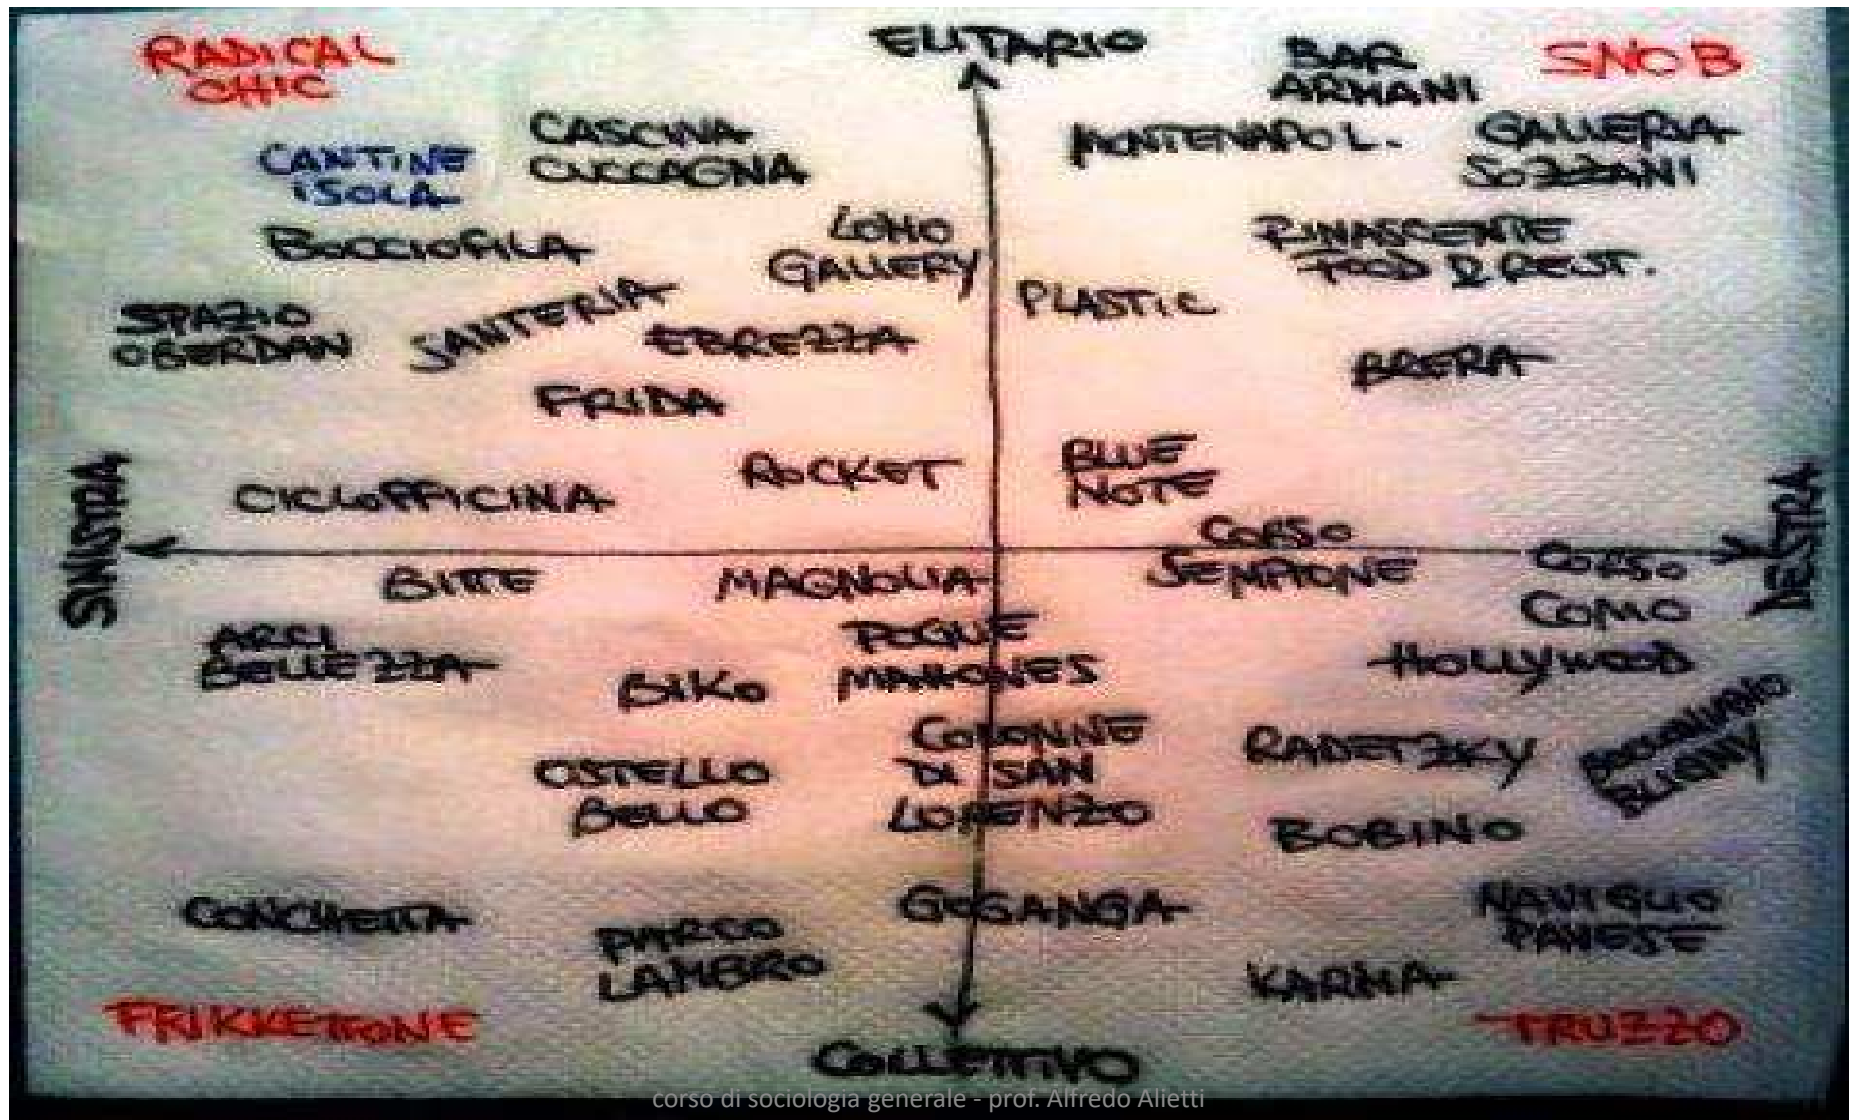 RADICAL
CHIC
ELITARIO
BAR
ARMANI
SNOB
CANTINE
ISOLA
CASCINA
CUCCAGNA
MONTENAPOL.
GALLERIA
SOZZANI
BOCCIOFILA
LOMO
GALLERY
RINASCENTE
FOOD & REST.
SPAZIO
OBERDAN
SANTERIA
EBREZZA
PLASTIC
BRERA
FRIDA
ROCKET
BLUE
NOTE
CICLOFFICINA
SINISTRA
DESTRA
CORSO
SEMPIONE
CORSO
COMO
BITTE
MAGNOLIA
ARCI
BELLEZZA
BIKO
POGUE
MAHONES
HOLLYWOOD
OSTELLO
BELLO
COLONNE
DI SAN
LORENZO
RADETZKY
BOBINO
CONCHETTA
PARCO
LAMBRO
GOGANGA
NAVIGLIO
PAVESE
KARMA
FRIKKETTONE
COLLETTIVO
TRUZZO
corso di sociologia generale - prof. Alfredo Alietti